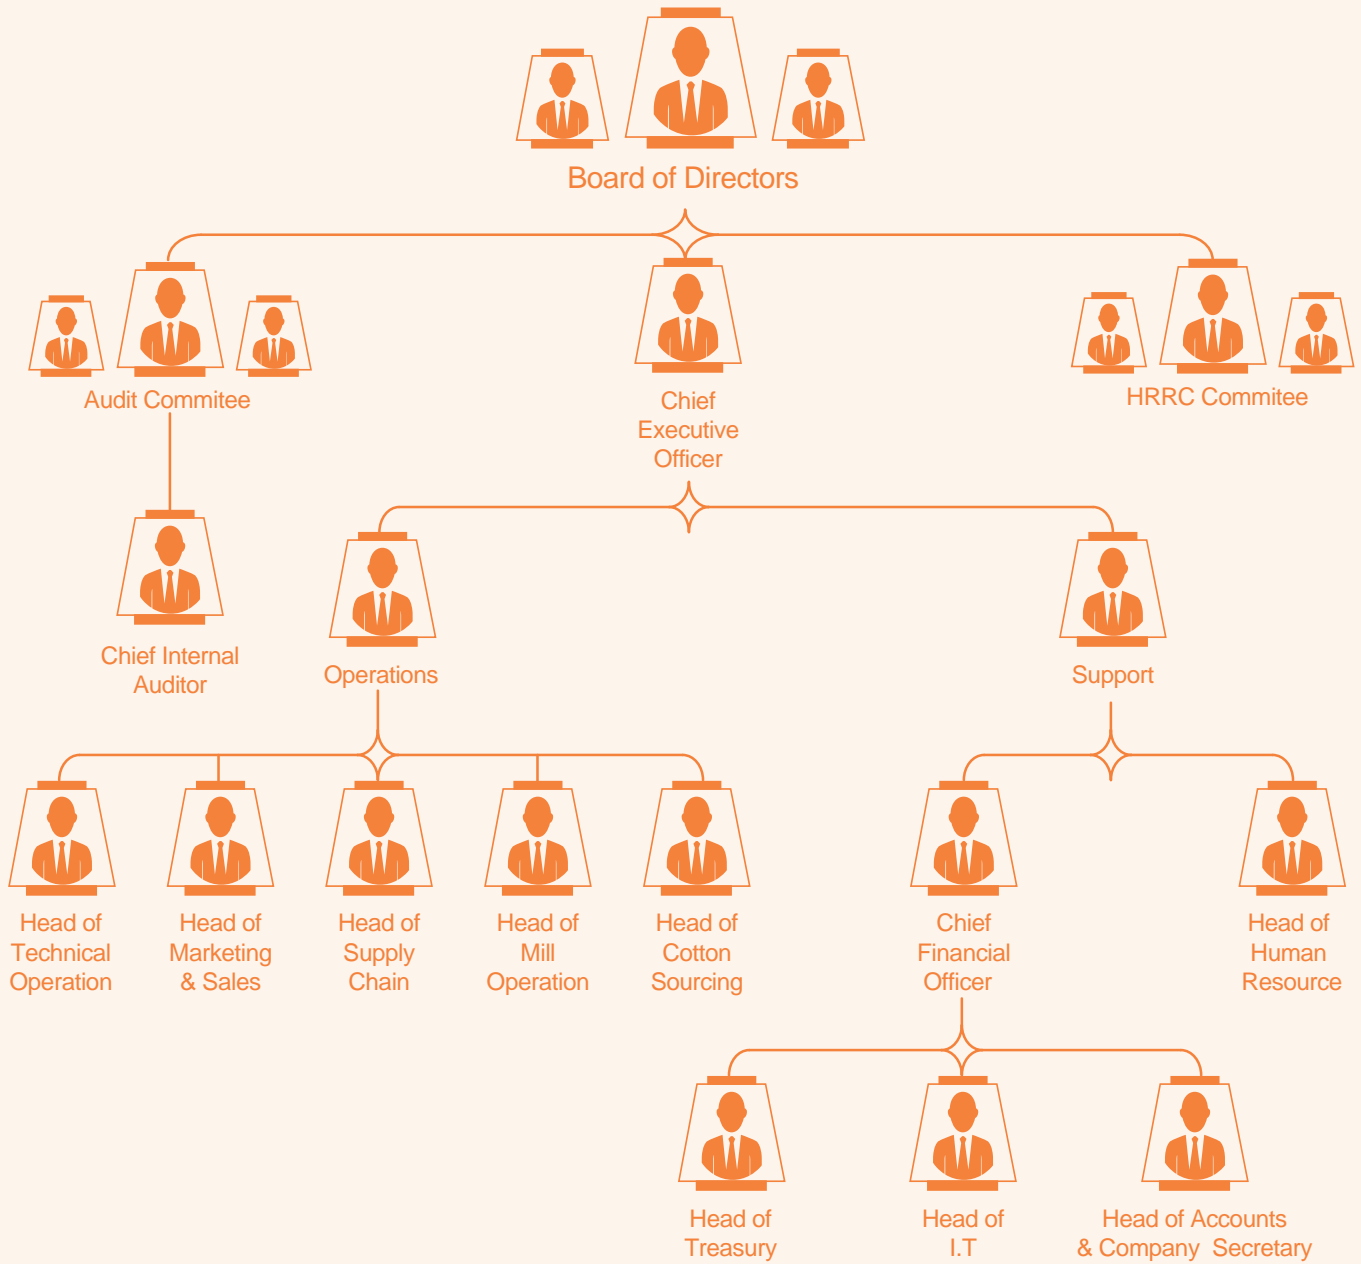 Board of Directors
Audit Commitee
Chief
Executive
Officer
HRRC Commitee
Chief Internal
Auditor
Operations
Support
Head of
Technical
Operation
Head of
Marketing
& Sales
Head of
Supply
Chain
Head of
Mill
Operation
Head of
Cotton
Sourcing
Chief
Financial
Officer
Head of
Human
Resource
Head of
Treasury
Head of
I.T
Head of Accounts
& Company Secretary